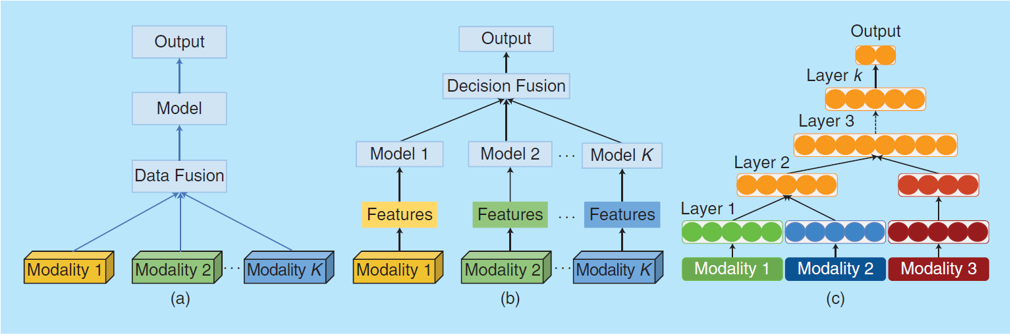 Output
Model
Data Fusion
Modality 1
Modality 2
...
Modality K
(a)
Output
Decision Fusion
Model 1
Model 2
...
Model K
Features
Features
...
Features
Modality 1
Modality 2
...
Modality K
(b)
Output
Layer k
Layer 3
Layer 2
Layer 1
Modality 1
Modality 2
Modality 3
(c)